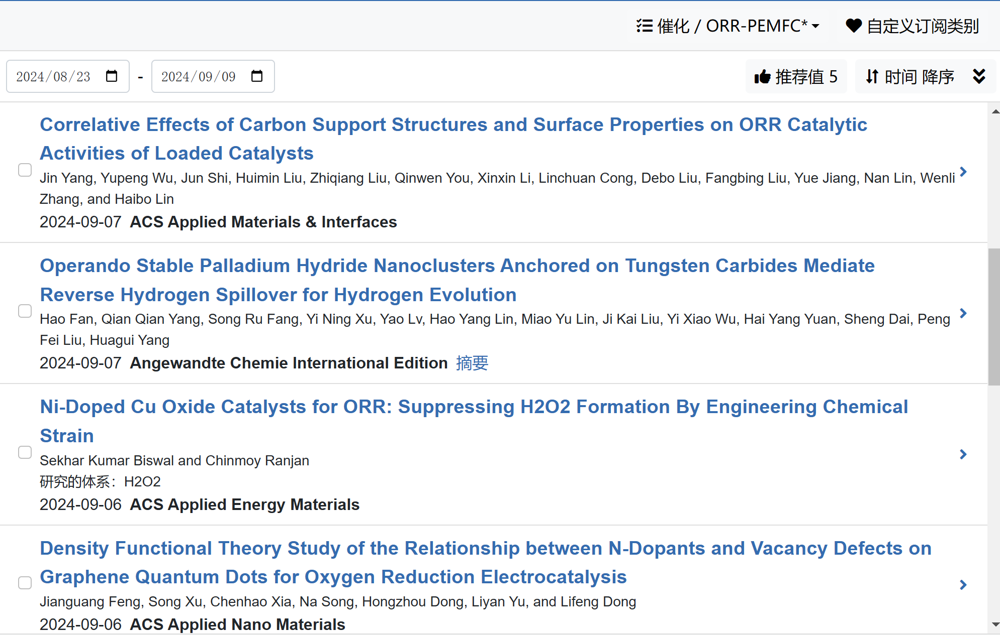 催化 / ORR-PEMFC* 自定义订阅类别
2024/08/23 - 2024/09/09 推荐值 5 时间 降序
Correlative Effects of Carbon Support Structures and Surface Properties on ORR Catalytic
Activities of Loaded Catalysts
Jin Yang, Yupeng Wu, Jun Shi, Huimin Liu, Zhiqiang Liu, Qinwen You, Xinxin Li, Linchuan Cong, Debo Liu, Fangbing Liu, Yue Jiang, Nan Lin, Wenli
Zhang, and Haibo Lin
2024-09-07 ACS Applied Materials & Interfaces
Operando Stable Palladium Hydride Nanoclusters Anchored on Tungsten Carbides Mediate
Reverse Hydrogen Spillover for Hydrogen Evolution
Hao Fan, Qian Qian Yang, Song Ru Fang, Yi Ning Xu, Yao Lv, Hao Yang Lin, Miao Yu Lin, Ji Kai Liu, Yi Xiao Wu, Hai Yang Yuan, Sheng Dai, Peng
Fei Liu, Huagui Yang
2024-09-07 Angewandte Chemie International Edition 摘要
Ni-Doped Cu Oxide Catalysts for ORR: Suppressing H2O2 Formation By Engineering Chemical
Strain
Sekhar Kumar Biswal and Chinmoy Ranjan
研究的体系：H2O2
2024-09-06 ACS Applied Energy Materials
Density Functional Theory Study of the Relationship between N-Dopants and Vacancy Defects on
Graphene Quantum Dots for Oxygen Reduction Electrocatalysis
Jianguang Feng, Song Xu, Chenhao Xia, Na Song, Hongzhou Dong, Liyan Yu, and Lifeng Dong
2024-09-06 ACS Applied Nano Materials